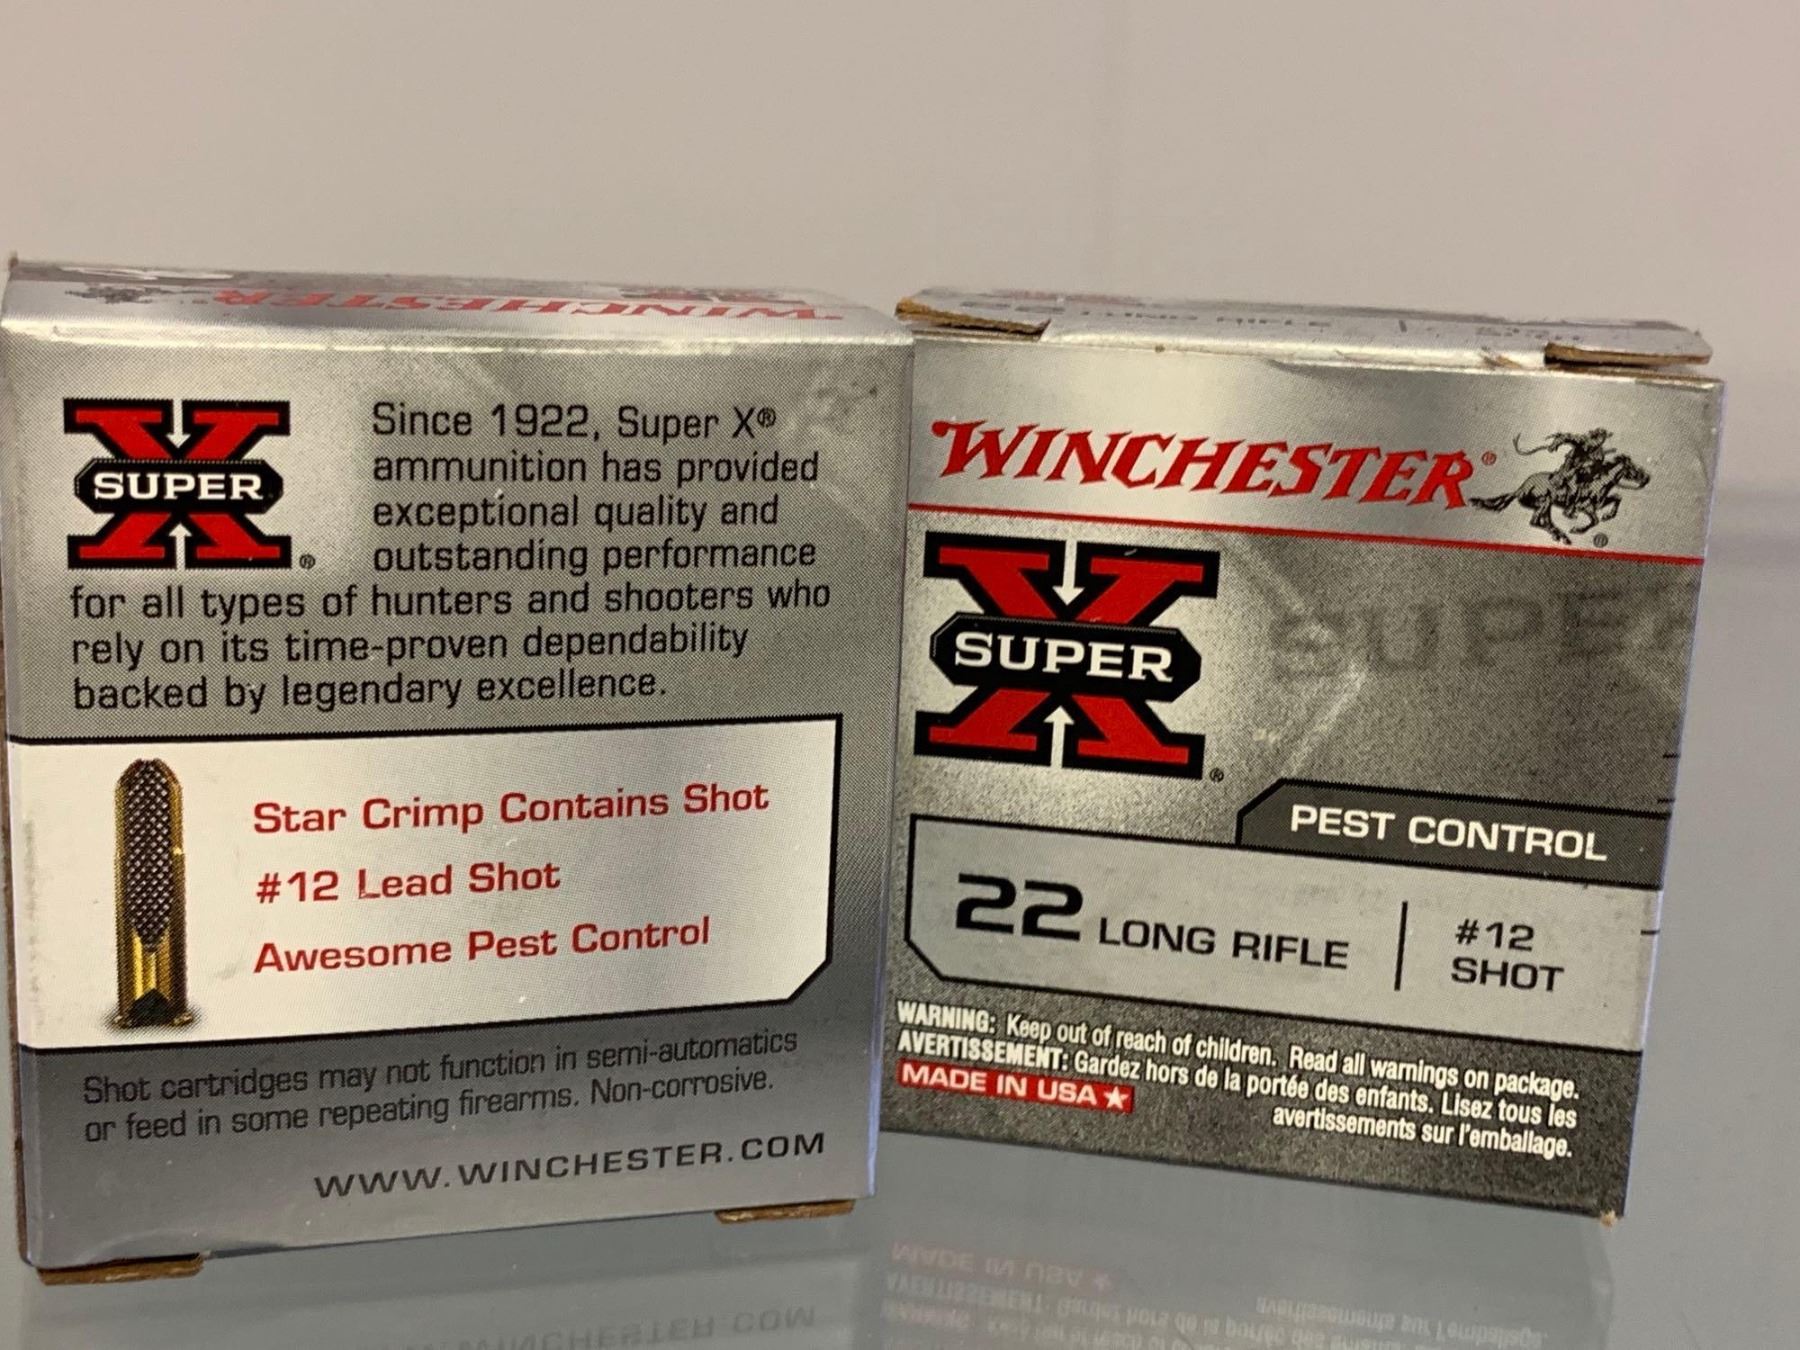 WINCHESTER
X
SUPER
®
Since 1922, Super X®
ammunition has provided
exceptional quality and
outstanding performance
for all types of hunters and shooters who
rely on its time-proven dependability
backed by legendary excellence.
Star Crimp Contains Shot
#12 Lead Shot
Awesome Pest Control
Shot cartridges may not function in semi-automatics
or feed in some repeating firearms. Non-corrosive.
WWW.WINCHESTER.COM
WINCHESTER®
®
X
SUPER
®
SUPE
PEST CONTROL
22 LONG RIFLE
#12
SHOT
WARNING: Keep out of reach of children. Read all warnings on package.
AVERTISSEMENT: Gardez hors de la portée des enfants. Lisez tous les
avertissements sur l'emballage.
MADE IN USA ★